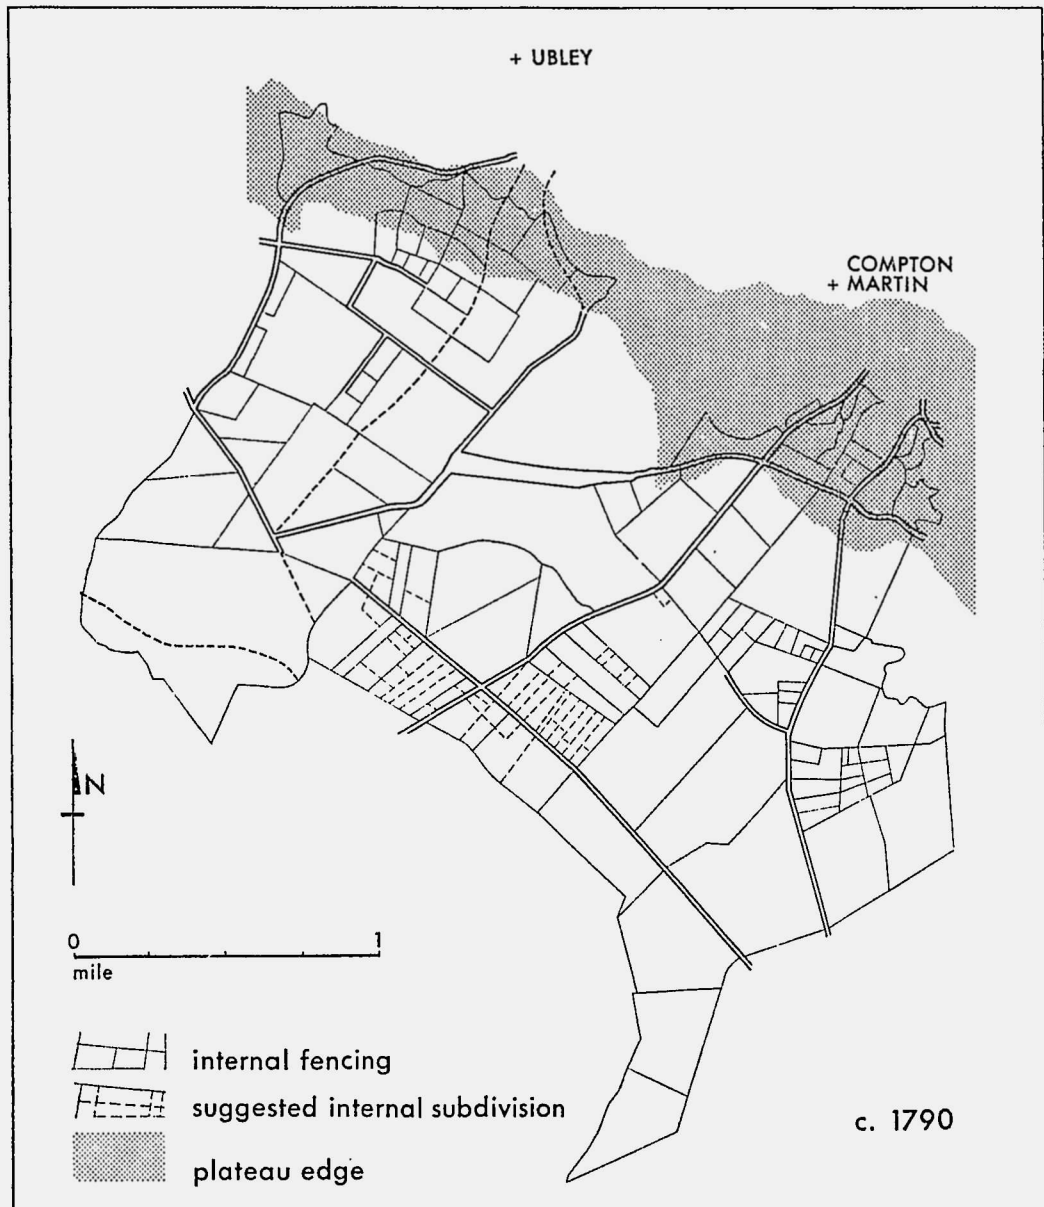 + UBLEY
COMPTON
+ MARTIN
N
0 1
mile
internal fencing
suggested internal subdivision
plateau edge
c. 1790